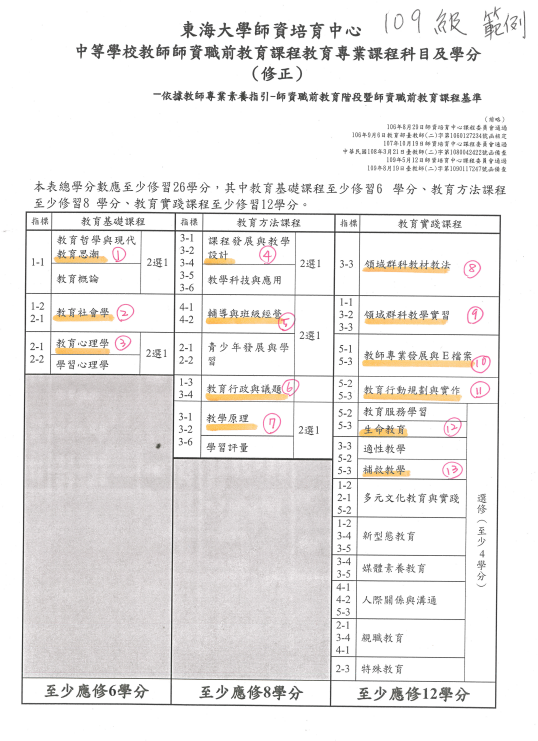 109級 範例
東海大學師資培育中心
中等學校教師師資職前教育課程教育專業課程科目及學分
（修正）
－依據教師專業素養指引-師資職前教育階段暨師資職前教育課程基準
（前略）
106年8月29日師資培育中心課程委員會通過
106年9月6日教育部臺教師(二)字第1060127234號函核定
107年10月19日師資培育中心課程委員會通過
中華民國108年3月21日臺教師(二)字第1080042422號函備查
109年5月12日師資培育中心課程委員會通過
109年8月19日臺教師(二)字第1090117247號函備查
本表總學分數應至少修習26學分，其中教育基礎課程至少修習6 學分、教育方法課程
至少修習8 學分、教育實踐課程至少修習12學分。
指標 教育基礎課程 指標 教育方法課程 指標 教育實踐課程
1-1
教育哲學與現代
教育思潮 ①
教育概論
2選1
3-1
3-2
3-4
3-5
3-6
課程發展與教學
設計 ④
教學科技與應用
2選1
3-3
領域群科教材教法 ⑧
1-2
2-1
教育社會學 ②
4-1
4-2
輔導與班級經營 ⑤
1-1
3-2
3-3
領域群科教學實習 ⑨
2-1
2-2
教育心理學 ③
學習心理學
2選1
2-1
2-2
青少年發展與學
習
2選1
5-1
5-3
教師專業發展與E檔案 ⑩
1-3
3-4
教育行政與議題 ⑥
5-2
5-3
教育行動規劃與實作 ⑪
3-1
3-2
3-6
教學原理 ⑦
學習評量
2選1
5-2
5-3
教育服務學習
生命教育 ⑫
3-3
5-2
5-3
適性教學
補救教學 ⑬
1-2
2-1
5-2
多元文化教育與實踐
1-2
3-4
3-5
新型態教育
3-4
3-5
媒體素養教育
4-1
4-2
5-3
人際關係與溝通
2-1
3-4
4-1
親職教育
2-3
特殊教育
選修（至少4學分）
至少應修6學分 至少應修8學分 至少應修12學分